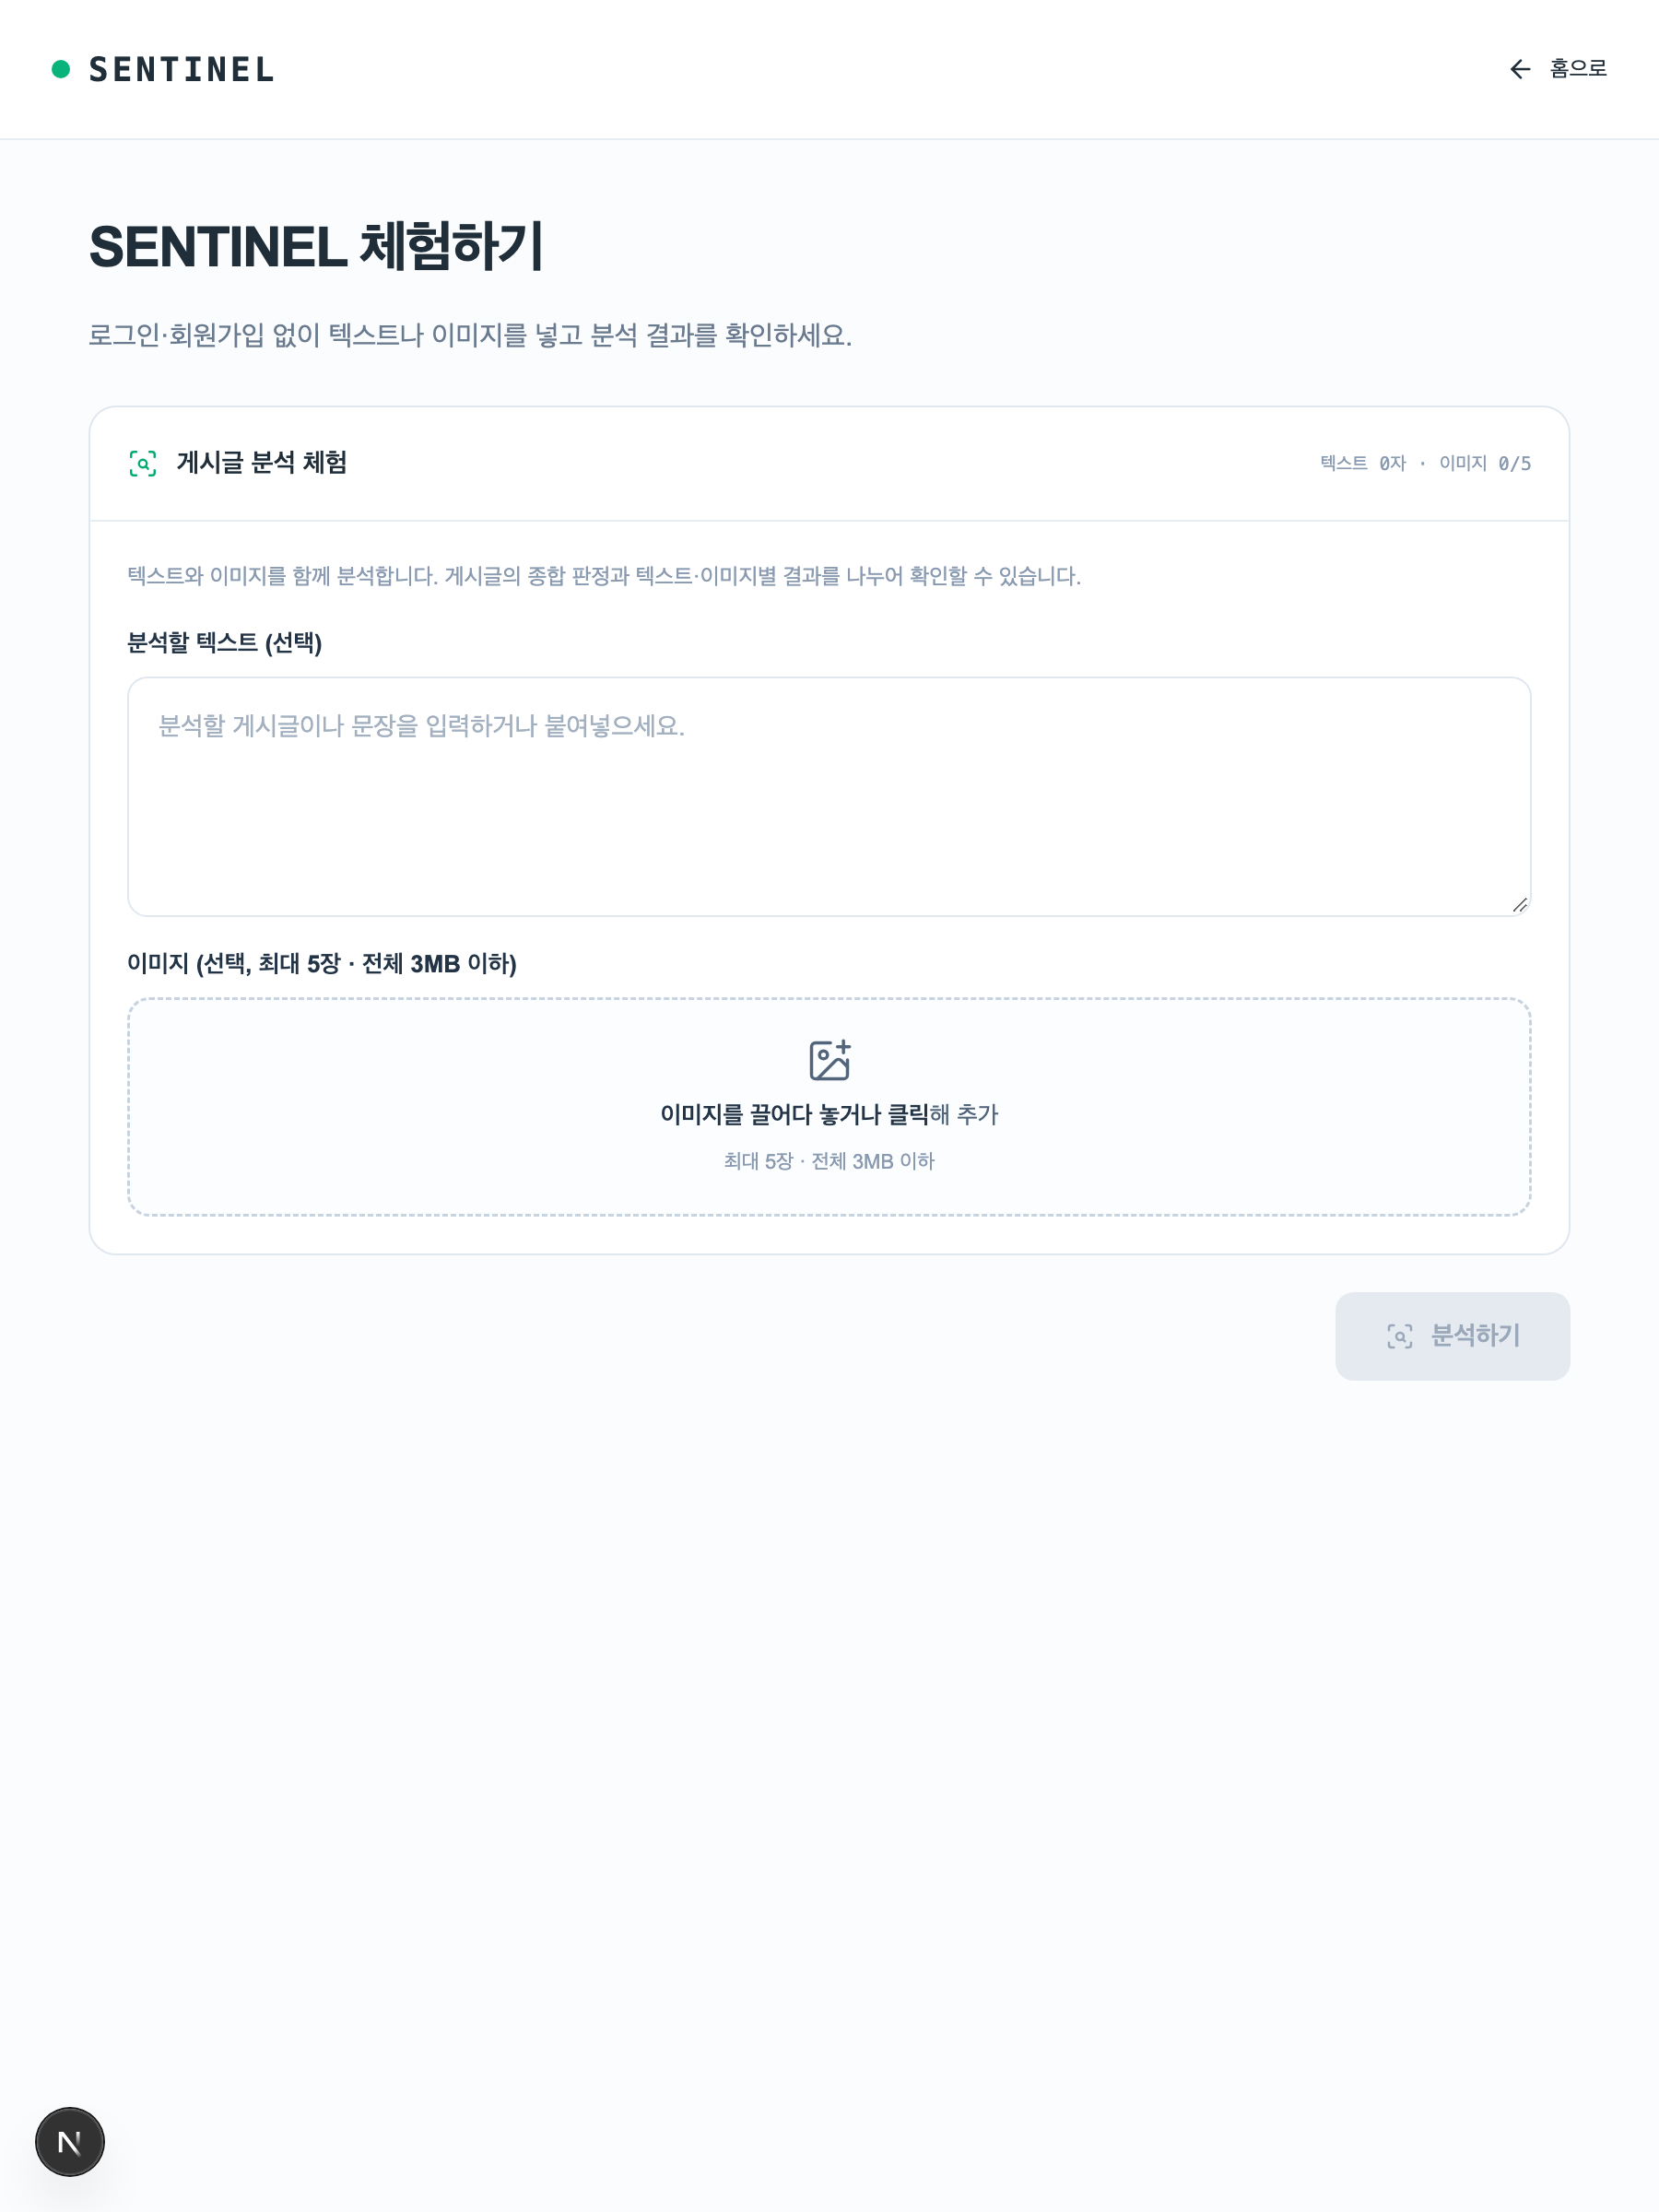 SENTINEL
홈으로
SENTINEL 체험하기
로그인·회원가입 없이 텍스트나 이미지를 넣고 분석 결과를 확인하세요.
게시글 분석 체험
텍스트 0자 · 이미지 0/5
텍스트와 이미지를 함께 분석합니다. 게시글의 종합 판정과 텍스트·이미지별 결과를 나누어 확인할 수 있습니다.
분석할 텍스트 (선택)
분석할 게시글이나 문장을 입력하거나 붙여넣으세요.
이미지 (선택, 최대 5장 · 전체 3MB 이하)
이미지를 끌어다 놓거나 클릭해 추가
최대 5장 · 전체 3MB 이하
분석하기
N